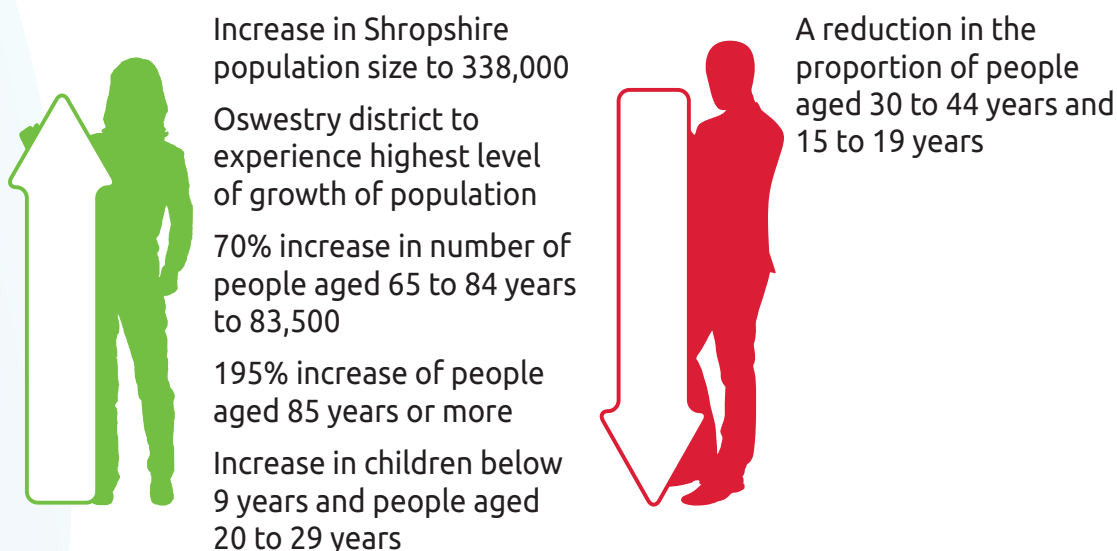 Increase in Shropshire
population size to 338,000
Oswestry district to
experience highest level
of growth of population
70% increase in number of
people aged 65 to 84 years
to 83,500
195% increase of people
aged 85 years or more
Increase in children below
9 years and people aged
20 to 29 years
A reduction in the
proportion of people
aged 30 to 44 years and
15 to 19 years